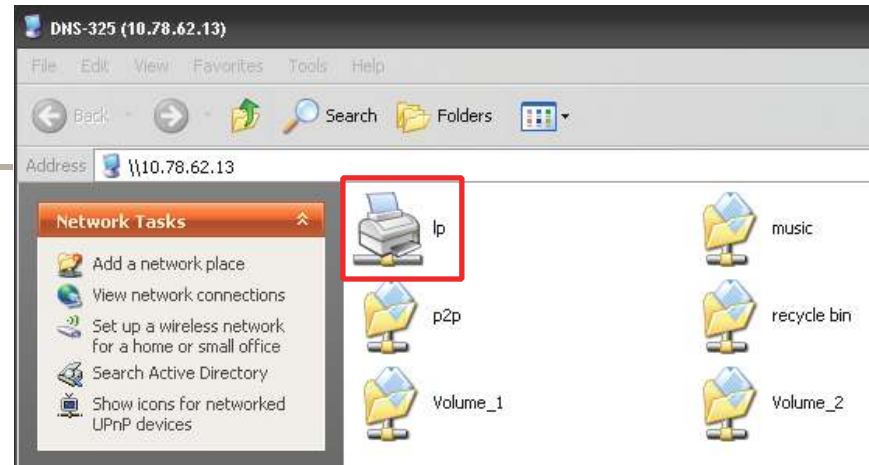 DNS-325 (10.78.62.13)
File Edit View Favorites Tools Help
Back Search Folders
Address \\10.78.62.13
Network Tasks
Add a network place
View network connections
Set up a wireless network
for a home or small office
Search Active Directory
Show icons for networked
UPnP devices
lp
music
p2p
recycle bin
Volume_1
Volume_2